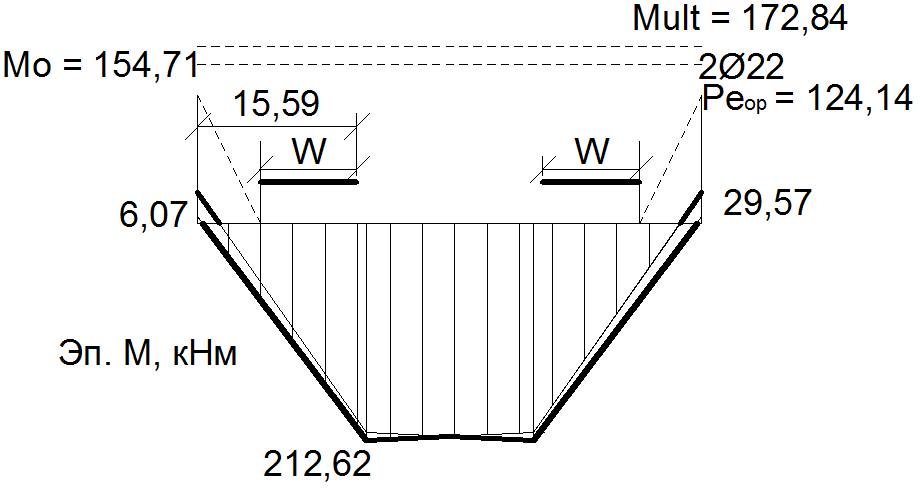 Mult = 172,84
Mo = 154,71
2Ø22
Peор = 124,14
15,59
W
W
6,07
29,57
Эп. М, кНм
212,62